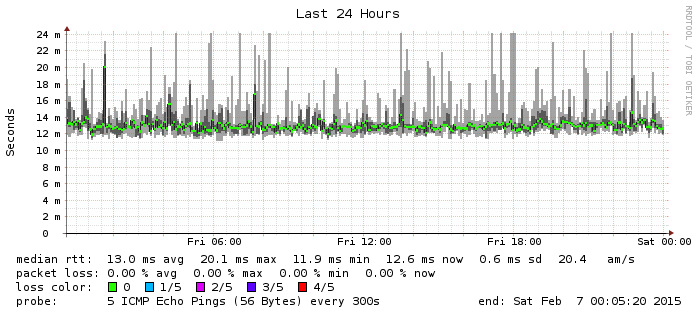 Last 24 Hours
RRDTOOL / TOBI OETIKER
Seconds
24 m
22 m
20 m
18 m
16 m
14 m
12 m
10 m
8 m
6 m
4 m
2 m
0
Fri 06:00 Fri 12:00 Fri 18:00 Sat 00:00
median rtt: 13.0 ms avg 20.1 ms max 11.9 ms min 12.6 ms now 0.6 ms sd 20.4 am/s
packet loss: 0.00 % avg 0.00 % max 0.00 % min 0.00 % now
loss color: 0 1/5 2/5 3/5 4/5
probe: 5 ICMP Echo Pings (56 Bytes) every 300s end: Sat Feb 7 00:05:20 2015